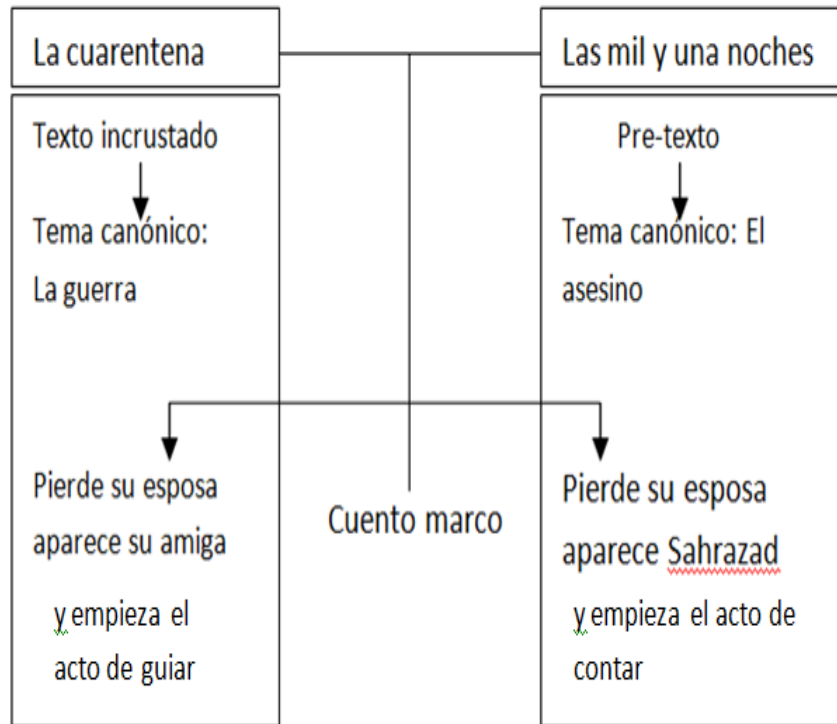 La cuarentena
Texto incrustado
Tema canónico:
La guerra
Pierde su esposa
aparece su amiga
y empieza el
acto de guiar
Cuento marco
Las mil y una noches
Pre-texto
Tema canónico: El
asesino
Pierde su esposa
aparece Sahrazad
y empieza el acto de
contar